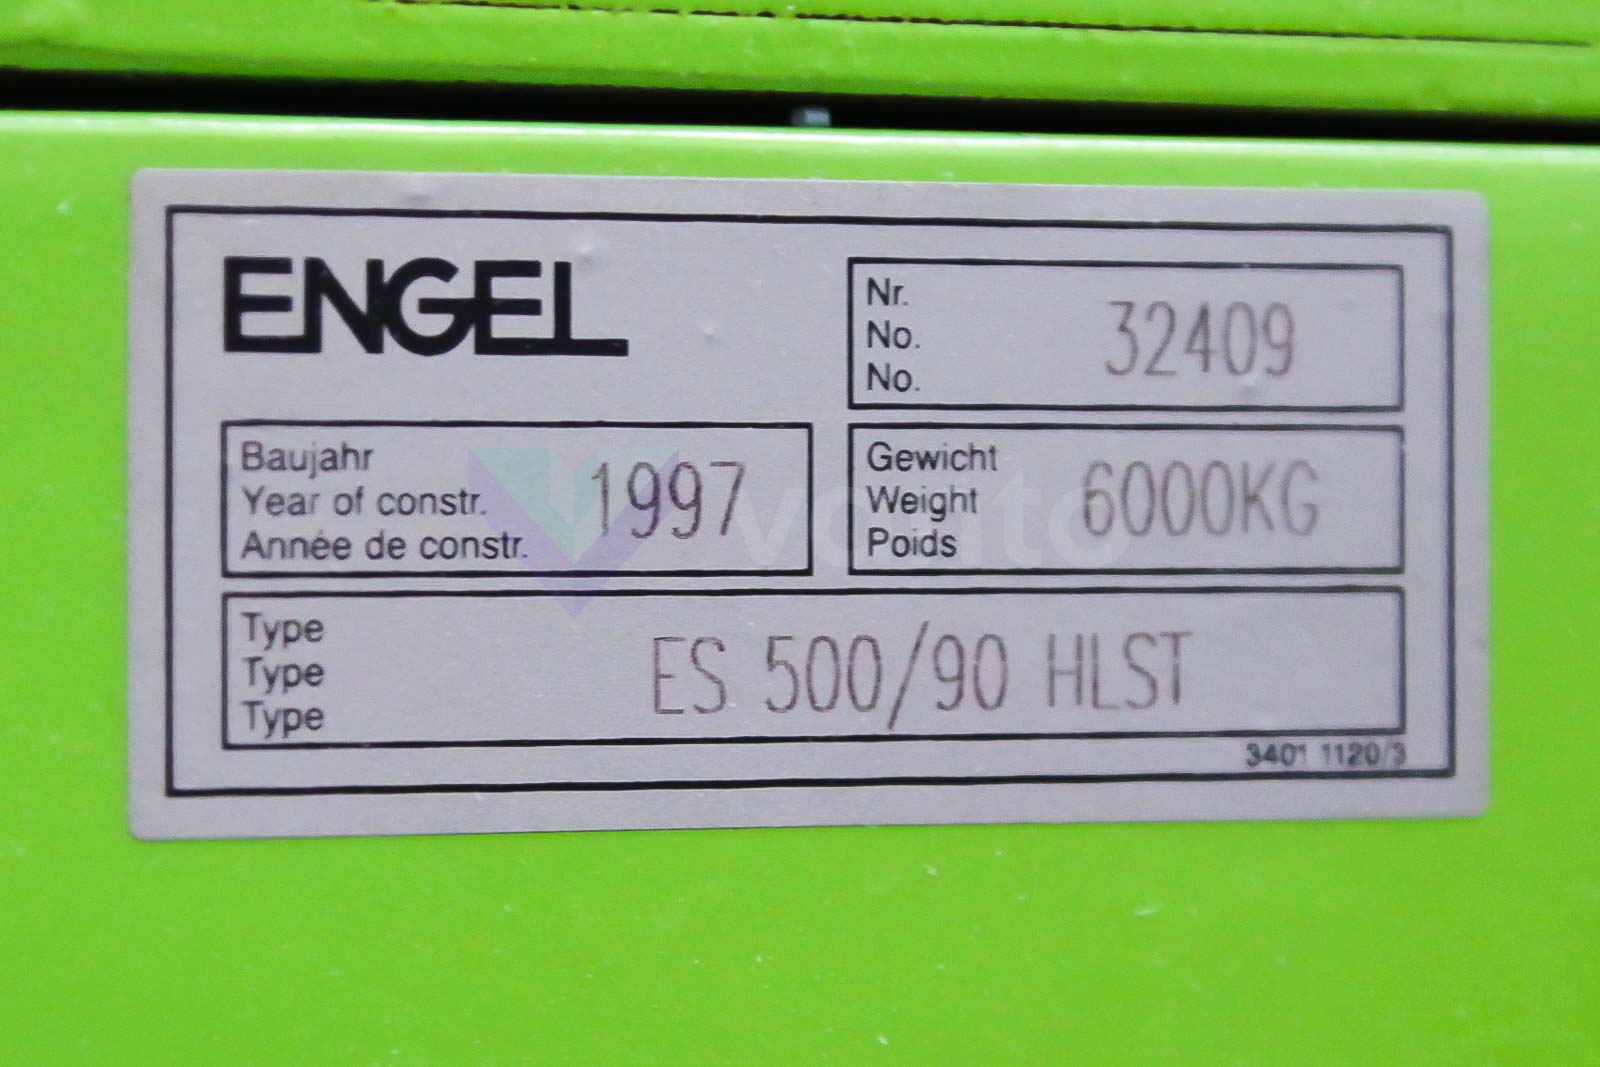 ENGEL
Nr.
No. 32409
No.
Baujahr
Year of constr. 1997
Année de constr.
Gewicht
Weight 6000KG
Poids
Type
Type ES 500/90 HLST
Type
3401 1120/3
vonito